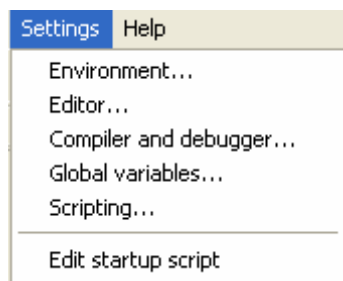 Settings Help
Environment...
Editor...
Compiler and debugger...
Global variables...
Scripting...
Edit startup script